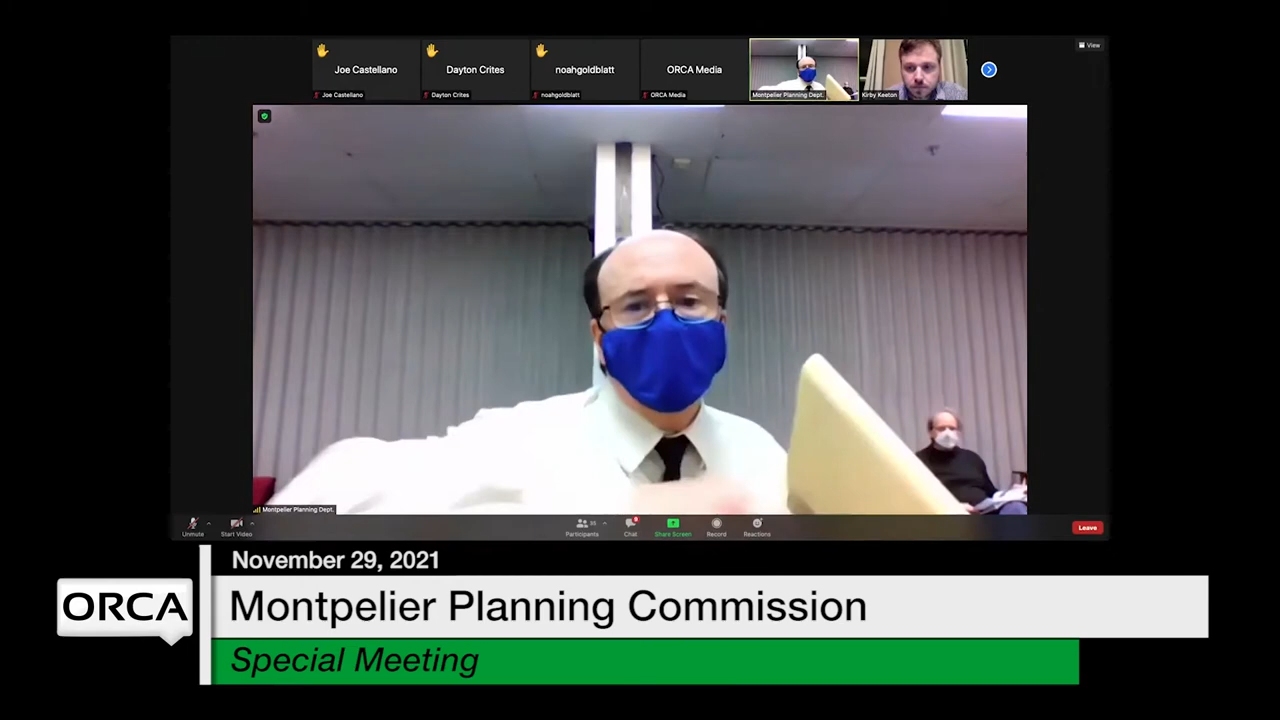 View
Joe Castellano
Dayton Crites
noahgoldblatt
ORCA Media
Joe Castellano
Dayton Crites
noahgoldblatt
ORCA Media
Montpelier Planning Dept.
Kirby Keeton
Montpelier Planning Dept.
Unmute
Start Video
Participants
35
Chat
Share Screen
Record
Reactions
Leave
November 29, 2021
ORCA
Montpelier Planning Commission
Special Meeting